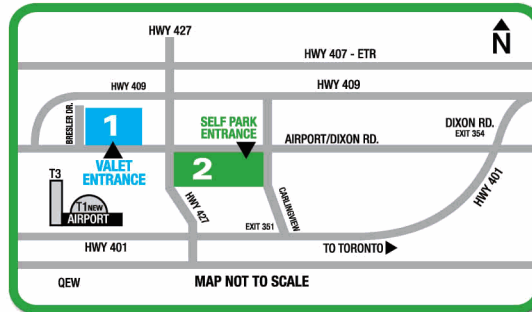 HWY 427
N
HWY 407 - ETR
HWY 409
HWY 409
BRESLER DR.
1
SELF PARK
ENTRANCE
DIXON RD.
EXIT 354
AIRPORT/DIXON RD.
VALET
ENTRANCE
2
T3
T1 NEW
AIRPORT
HWY 427
CARLINGVIEW
HWY 401
EXIT 351
HWY 401
TO TORONTO
QEW
MAP NOT TO SCALE